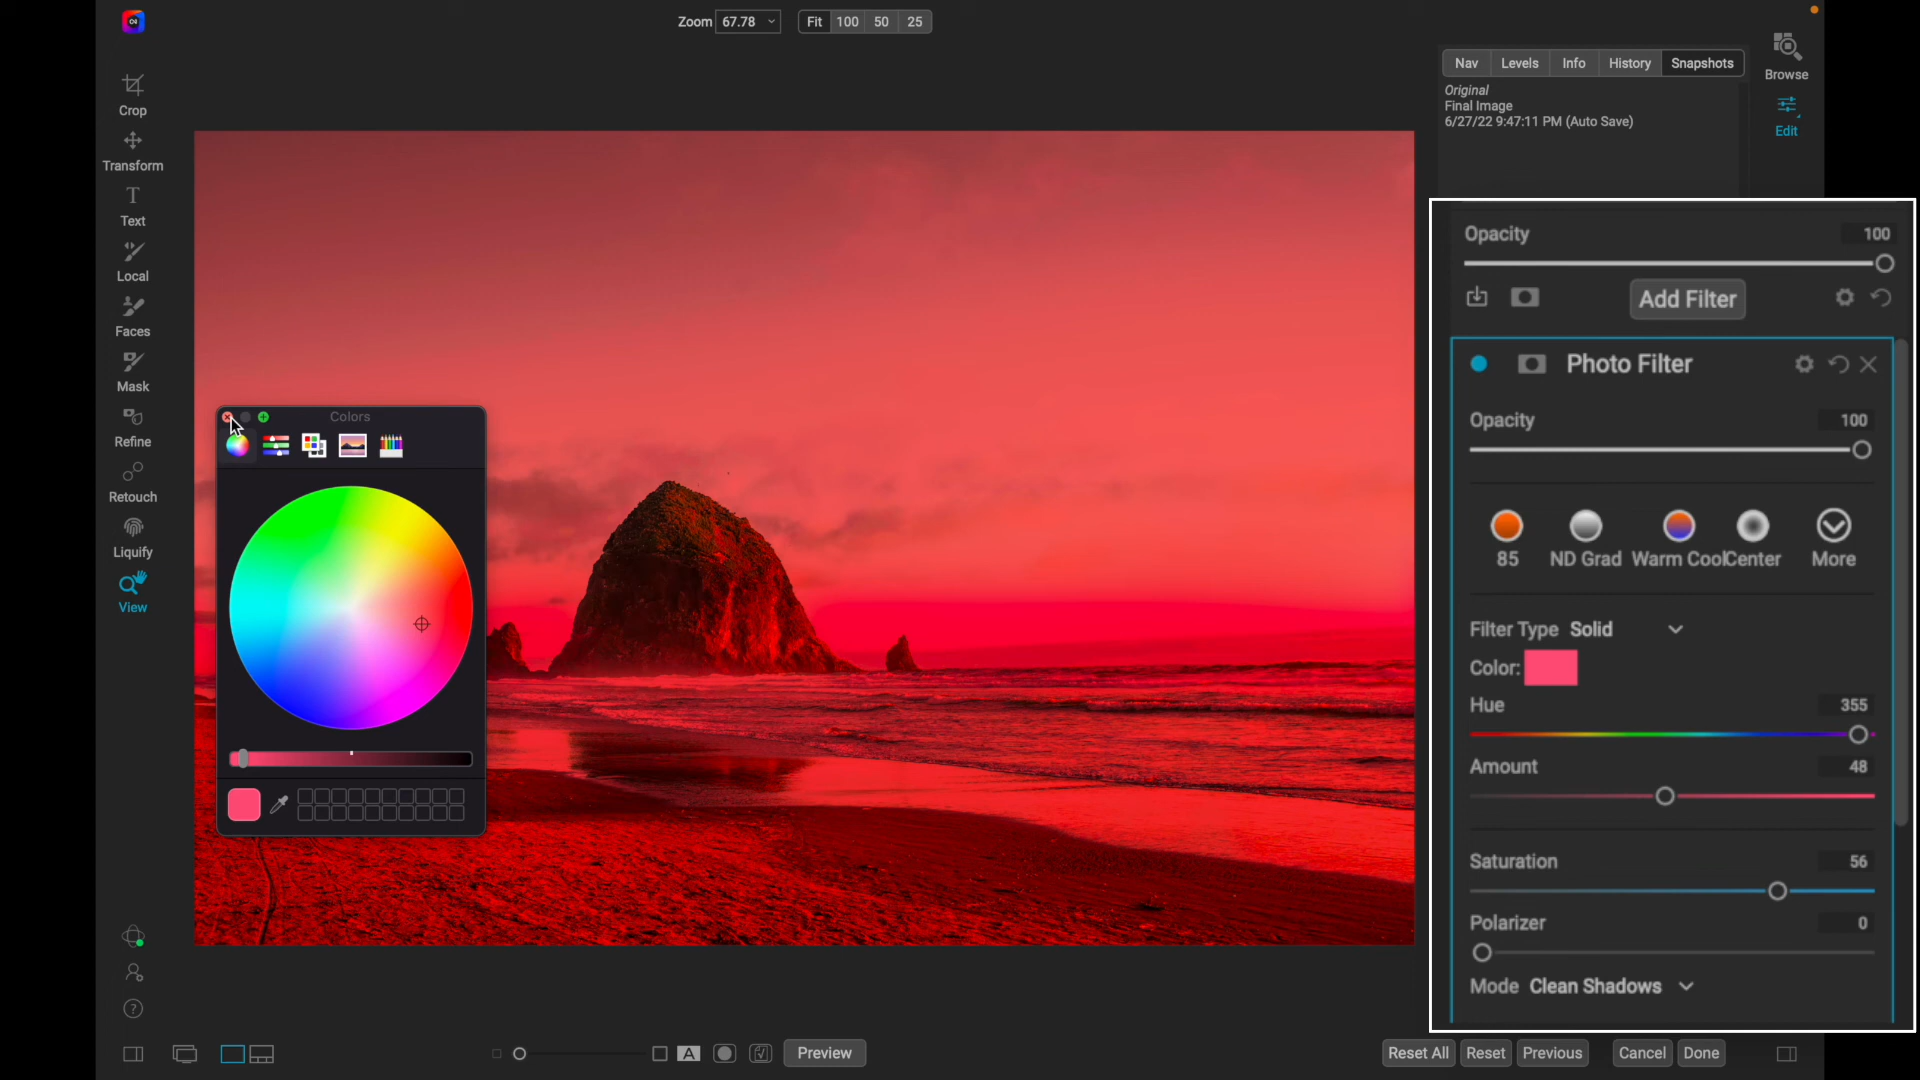 Zoom 67.78 Fit 100 50 25
Crop
Transform
Text
Local
Faces
Mask
Refine
Retouch
Liquify
View
Colors
Nav Levels Info History Snapshots
Original
Final Image
6/27/22 9:47:11 PM (Auto Save)
Browse
Edit
Opacity 100
Add Filter
Photo Filter
Opacity 100
85 ND Grad Warm Cool Center More
Filter Type Solid
Color:
Hue 355
Amount 48
Saturation 56
Polarizer 0
Mode Clean Shadows
A Preview
Reset All Reset Previous Cancel Done